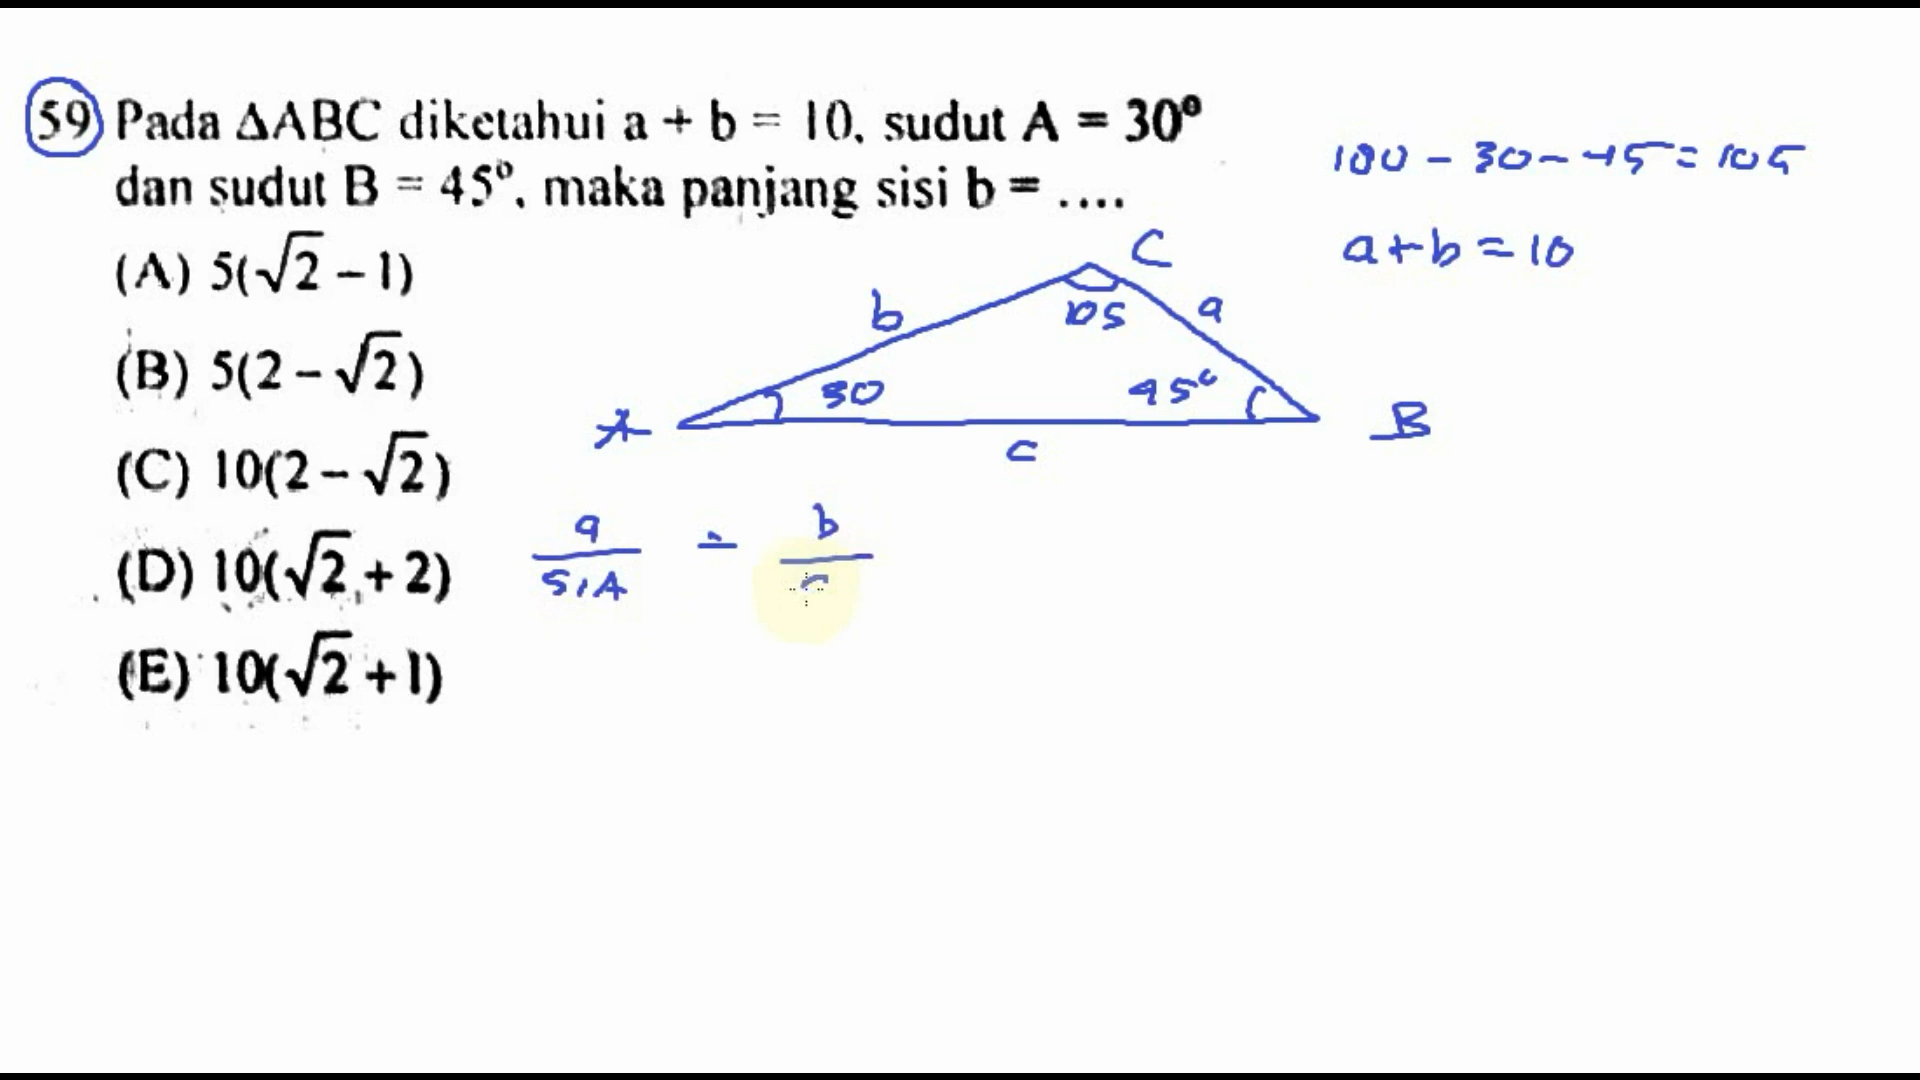 59 Pada ΔABC diketahui a + b = 10, sudut A = 30°
dan sudut B = 45°, maka panjang sisi b = ....
(A) 5(√2 – 1)
(B) 5(2 – √2)
(C) 10(2 – √2)
(D) 10(√2 + 2)
(E) 10(√2 + 1)
180 - 30 - 45 = 105
a + b = 10
C
b
105
a
30
45°
A
B
c
a
b
=